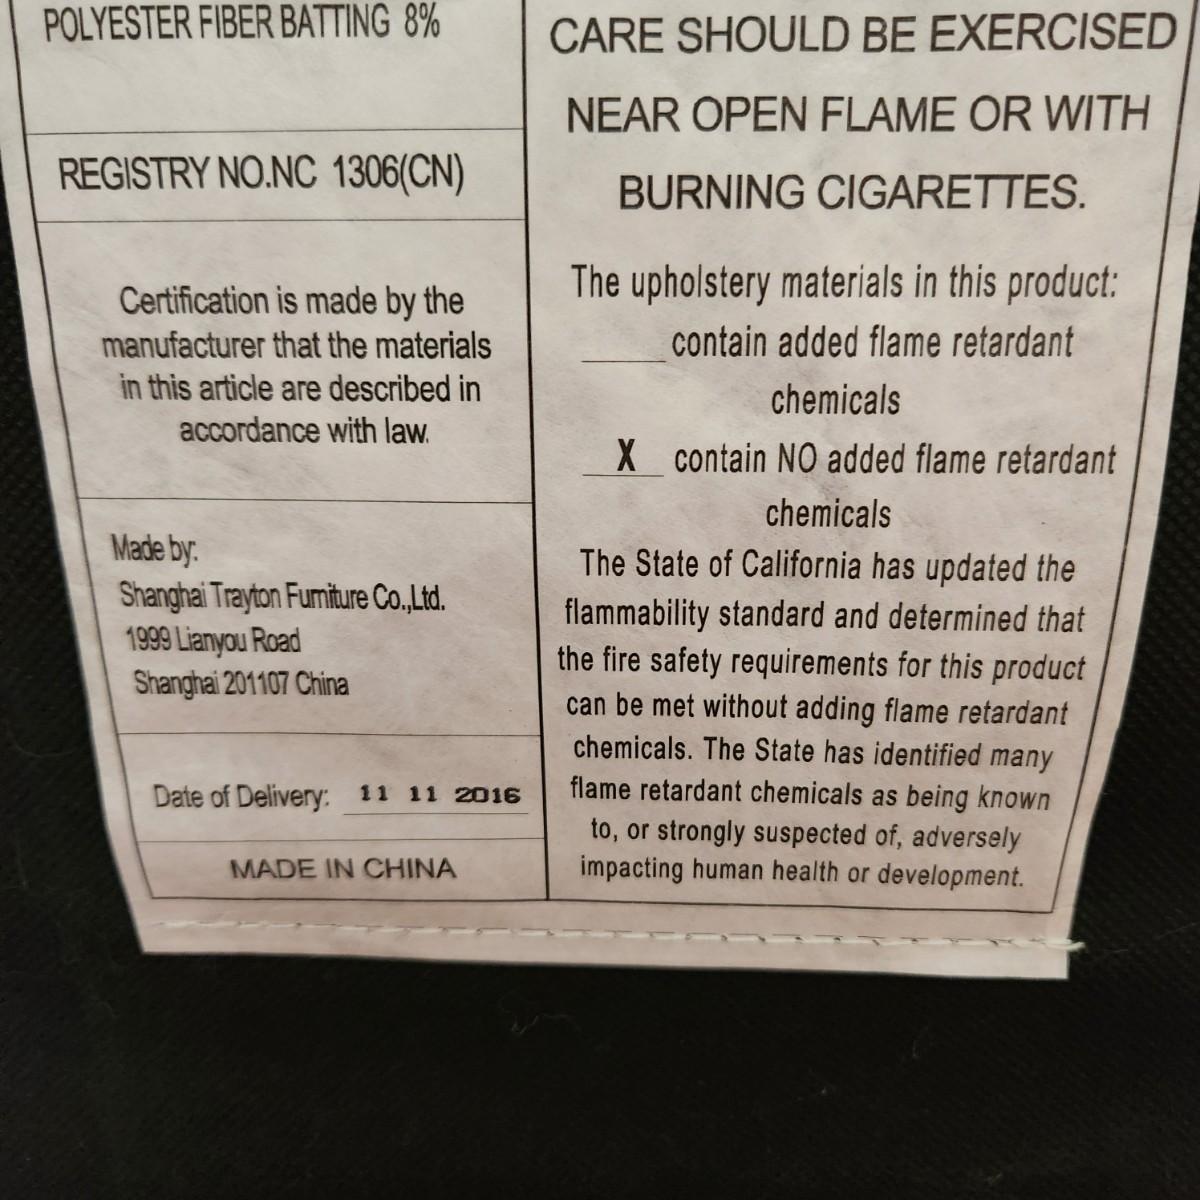 POLYESTER FIBER BATTING 8%
REGISTRY NO.NC 1306(CN)
Certification is made by the
manufacturer that the materials
in this article are described in
accordance with law.
Made by:
Shanghai Trayton Furniture Co.,Ltd.
1999 Lianyou Road
Shanghai 201107 China
Date of Delivery: 11 11 2016
MADE IN CHINA
CARE SHOULD BE EXERCISED
NEAR OPEN FLAME OR WITH
BURNING CIGARETTES.
The upholstery materials in this product:
_____ contain added flame retardant
chemicals
__X__ contain NO added flame retardant
chemicals
The State of California has updated the
flammability standard and determined that
the fire safety requirements for this product
can be met without adding flame retardant
chemicals. The State has identified many
flame retardant chemicals as being known
to, or strongly suspected of, adversely
impacting human health or development.